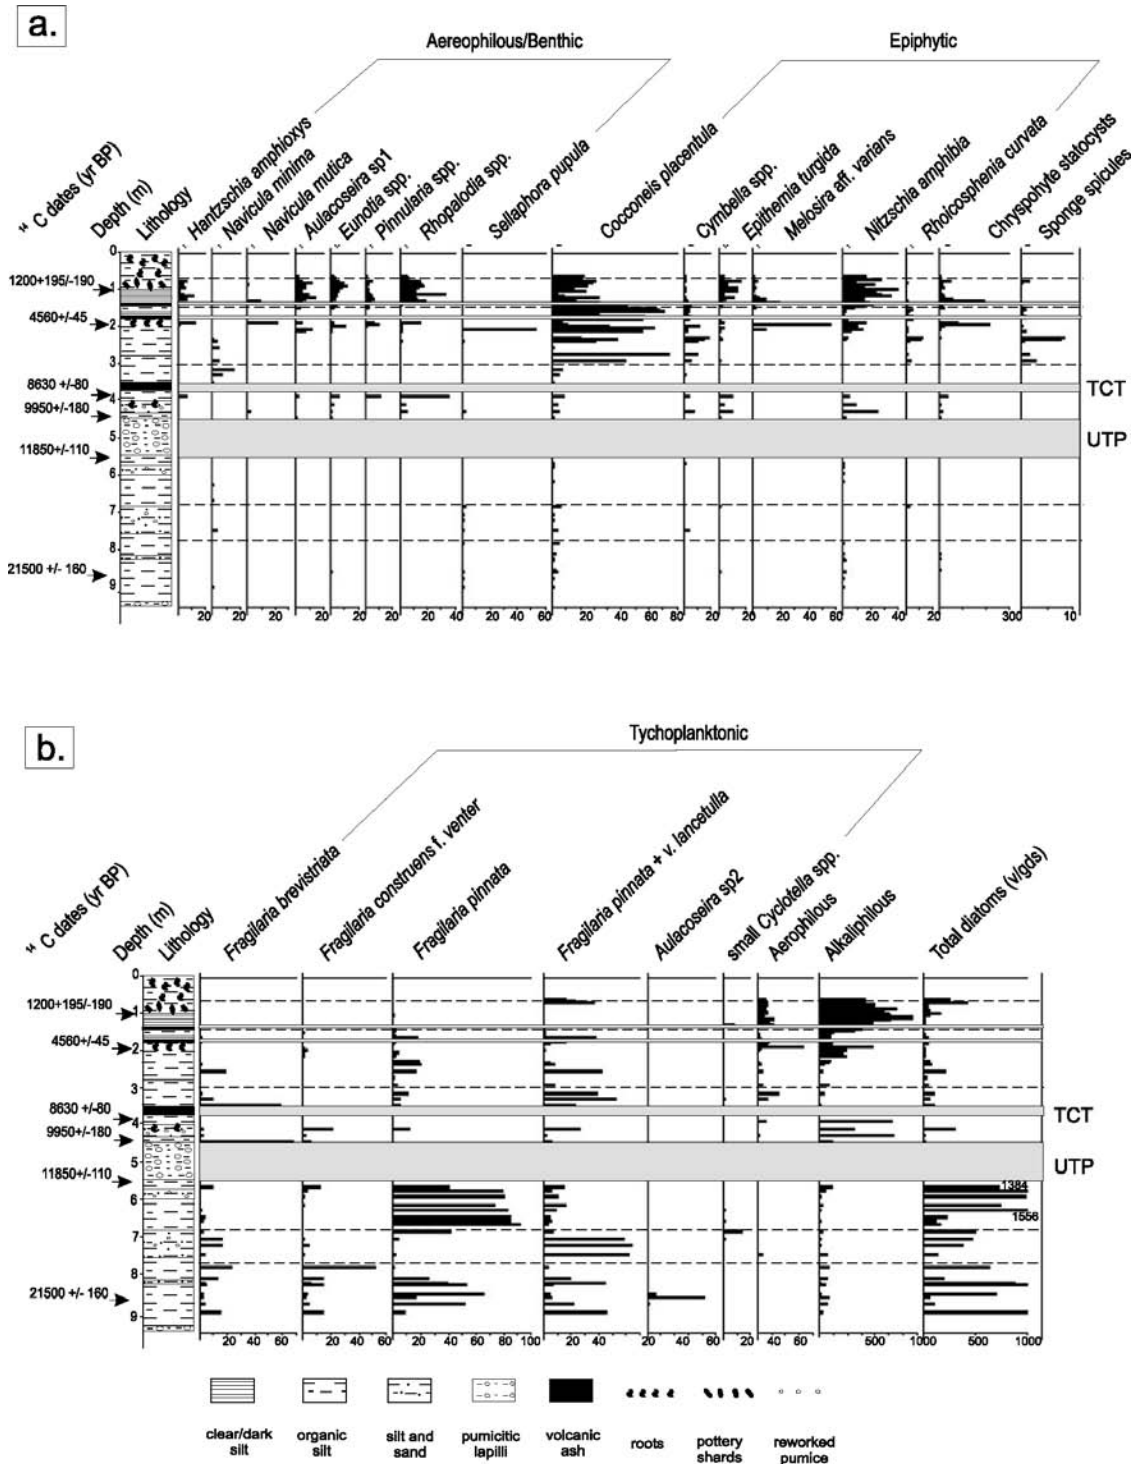 a.
Aereophilous/Benthic
Epiphytic
¹⁴ C dates (yr BP)
Depth (m)
Lithology
Hantzschia amphioxys
Navicula minima
Navicula mutica
Aulacoseira sp1
Eunotia spp.
Pinnularia spp.
Rhopalodia spp.
Sellaphora pupula
Cocconeis placentula
Cymbella spp.
Epithemia turgida
Melosira aff. varians
Nitzschia amphibia
Rhoicosphenia curvata
Chryspohyte statocysts
Sponge spicules
0
1200+195/-190
1
4560+/-45
2
3
8630 +/-80
TCT
4
9950+/-180
UTP
5
11850+/-110
6
7
8
21500 +/- 160
9
20 20 20 20 20 20 20 40 20 40 60 20 40 60 80 20 20 20 40 60 20 40 20 300 10
b.
Tychoplanktonic
¹⁴ C dates (yr BP)
Depth (m)
Lithology
Fragilaria brevistriata
Fragilaria construens f. venter
Fragilaria pinnata
Fragilaria pinnata + v. lancetulla
Aulacoseira sp2
small Cyclotella spp.
Aerophilous
Alkaliphilous
Total diatoms (v/gds)
0
1200+195/-190
1
4560+/-45
2
3
8630 +/-80
TCT
4
9950+/-180
UTP
5
11850+/-110
1384
6
1556
7
8
21500 +/- 160
9
20 40 60 20 40 60 20 40 60 80 100 20 40 60 20 40 60 20 40 60 500 100 500 1000
clear/dark silt
organic silt
silt and sand
pumicitic lapilli
volcanic ash
roots
pottery shards
reworked pumice